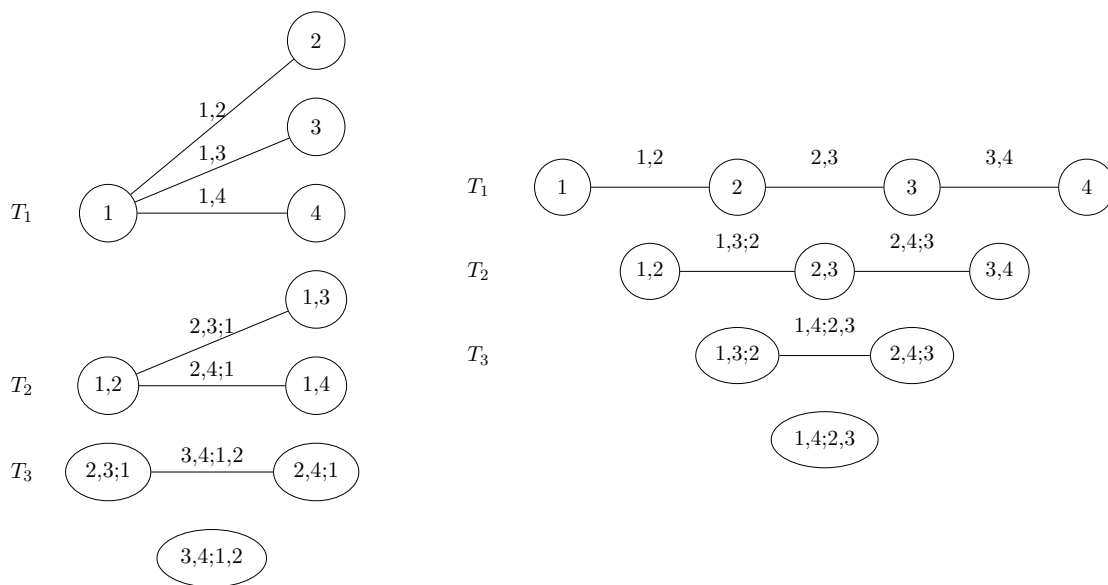 2
1,2
3
1,3
T1 1 1,4 4
1,3
2,3;1
T2 1,2 2,4;1 1,4
T3 2,3;1 3,4;1,2 2,4;1
3,4;1,2
1,2 2,3 3,4
T1 1 2 3 4
1,3;2 2,4;3
T2 1,2 2,3 3,4
1,4;2,3
T3 1,3;2 2,4;3
1,4;2,3